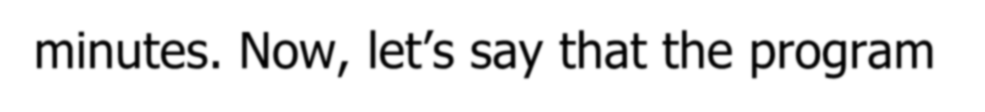 minutes. Now, let’s say that the program